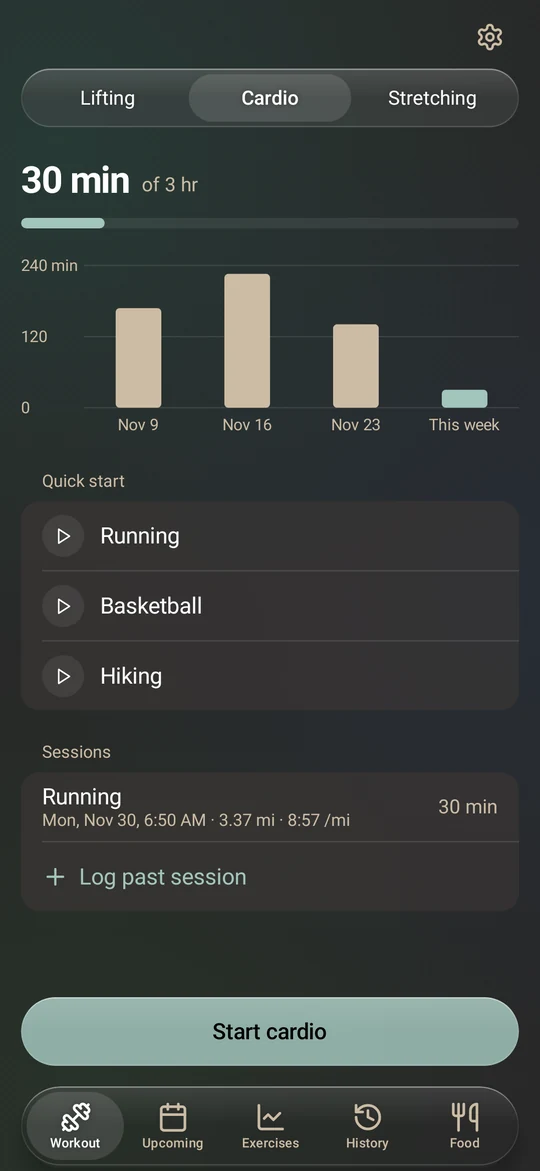 Lifting
Cardio
Stretching
30 min of 3 hr
240 min
120
0
Nov 9
Nov 16
Nov 23
This week
Quick start
Running
Basketball
Hiking
Sessions
Running
30 min
Mon, Nov 30, 6:50 AM · 3.37 mi · 8:57 /mi
Log past session
Start cardio
Workout
Upcoming
Exercises
History
Food